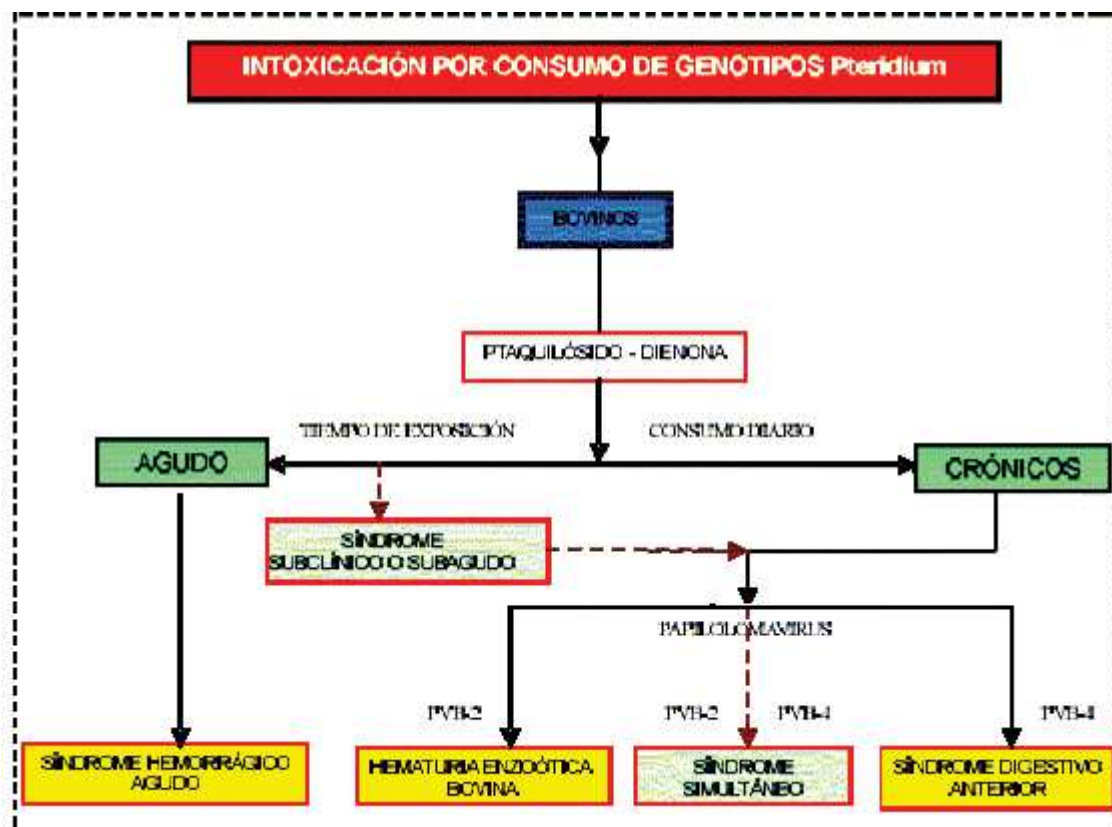 INTOXICACIÓN POR CONSUMO DE GENOTIPOS Pteridium
BOVINOS
PTAQUILÓSIDO - DIENONA
TIEMPO DE EXPOSICIÓN
CONSUMO DIARIO
AGUDO
CRÓNICOS
SÍNDROME
SUBCLÍNICO O SUBAGUDO
PAPILOLOMAVIRUS
PVB-2
PVB-2
PVB-4
PVB-4
SÍNDROME HEMORRÁGICO
AGUDO
HEMATURIA ENZOÓTICA
BOVINA
SÍNDROME
SIMULTÁNEO
SÍNDROME DIGESTIVO
ANTERIOR